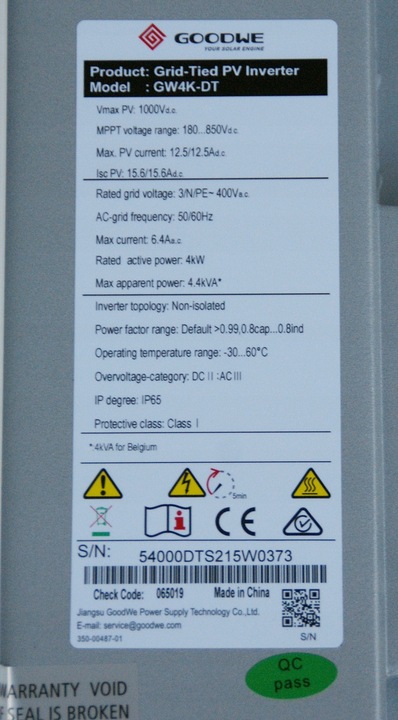 GOODWE
YOUR SOLAR ENGINE
Product: Grid-Tied PV Inverter
Model : GW4K-DT
Vmax PV: 1000Vd.c.
MPPT voltage range: 180...850Vd.c.
Max. PV current: 12.5/12.5Ad.c.
Isc PV: 15.6/15.6Ad.c.
Rated grid voltage: 3/N/PE~ 400Va.c.
AC-grid frequency: 50/60Hz
Max current: 6.4Aa.c.
Rated active power: 4kW
Max apparent power: 4.4kVA*
Inverter topology: Non-isolated
Power factor range: Default >0.99,0.8cap...0.8ind
Operating temperature range: -30...60°C
Overvoltage-category: DC II :AC III
IP degree: IP65
Protective class: Class I
*:4kVA for Belgium
5min
CE
S/N: 54000DTS215W0373
Check Code: 065019 Made in China
Jiangsu GoodWe Power Supply Technology Co.,Ltd.
E-mail: service@goodwe.com
350-00487-01
S/N
QC
pass
WARRANTY VOID
SEAL IS BROKEN